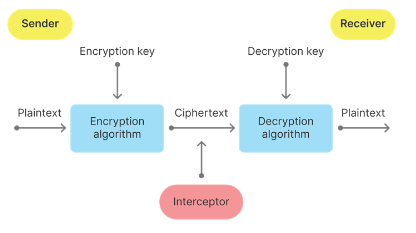 Sender
Receiver
Encryption key
Decryption key
Plaintext
Encryption
algorithm
Ciphertext
Decryption
algorithm
Plaintext
Interceptor